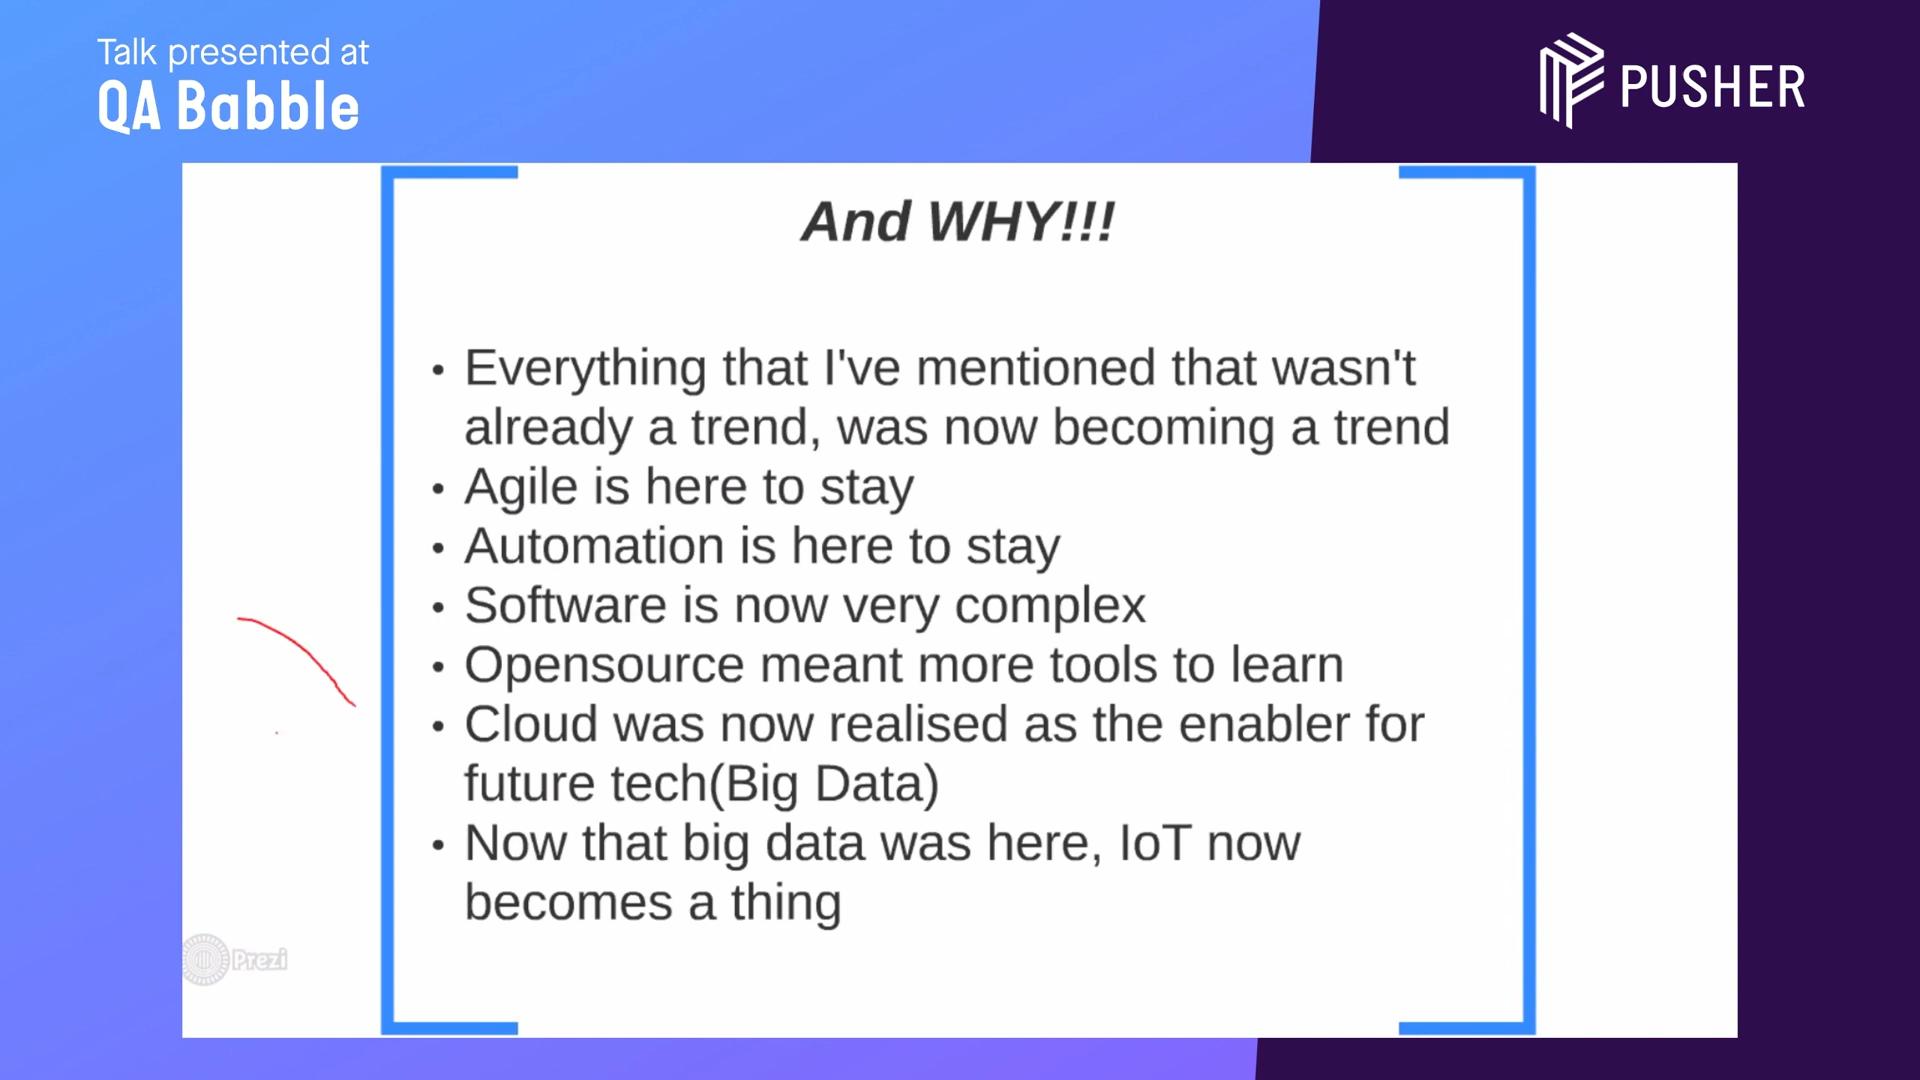 Talk presented at
QA Babble
PUSHER
And WHY!!!
• Everything that I've mentioned that wasn't
already a trend, was now becoming a trend
• Agile is here to stay
• Automation is here to stay
• Software is now very complex
• Opensource meant more tools to learn
• Cloud was now realised as the enabler for
future tech(Big Data)
• Now that big data was here, IoT now
becomes a thing
Prezi